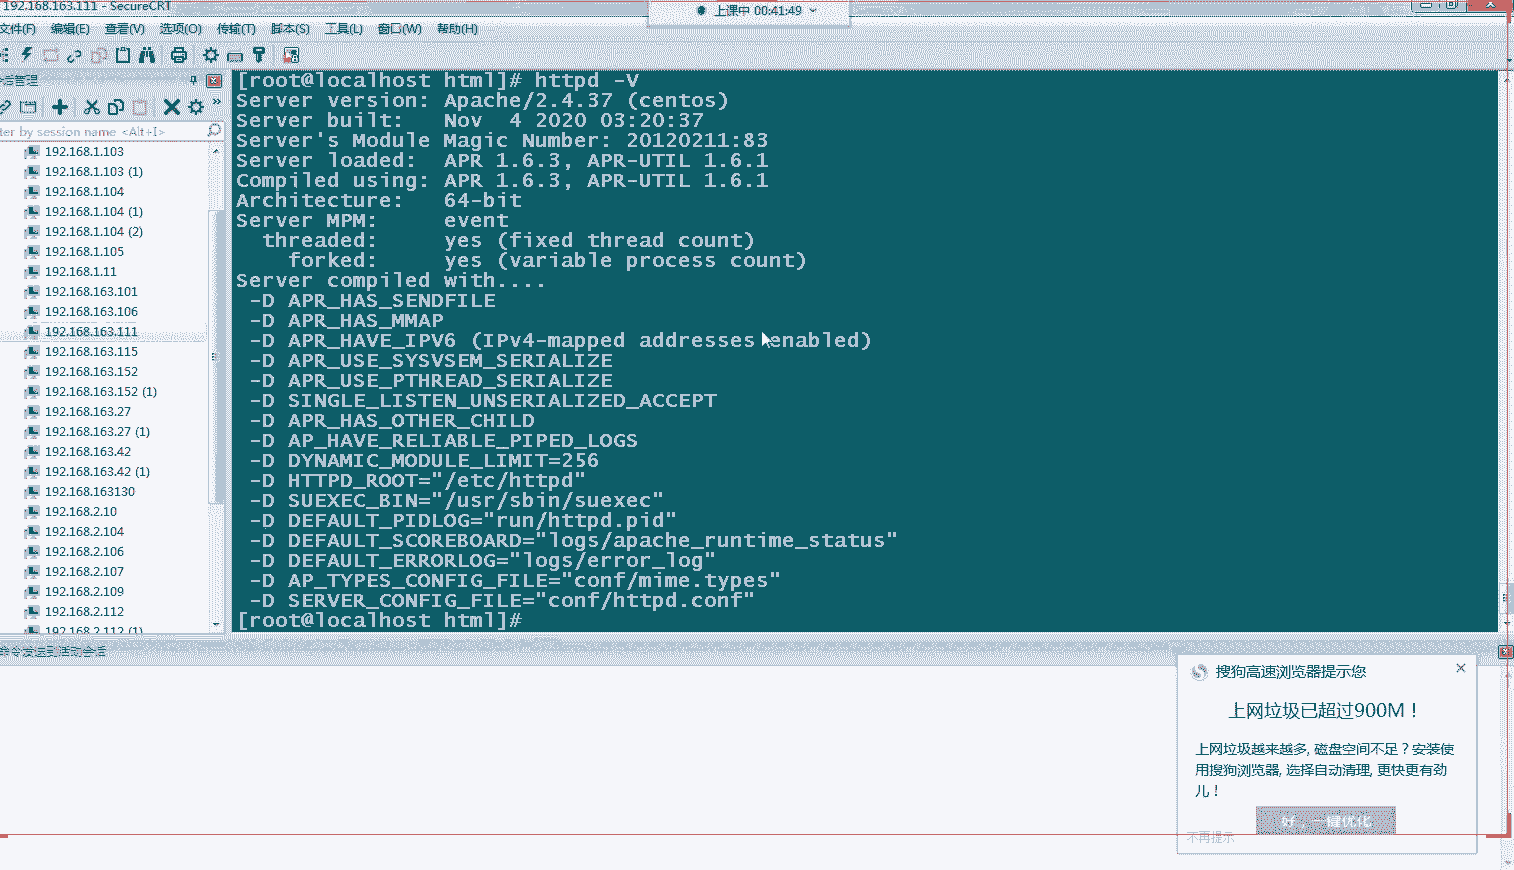 192.168.163.111 - SecureCRT
上课中 00:41:49
文件(F) 编辑(E) 查看(V) 选项(O) 传输(T) 脚本(S) 工具(L) 窗口(W) 帮助(H)
话管理
ter by session name <Alt+I>
192.168.1.103
192.168.1.103 (1)
192.168.1.104
192.168.1.104 (1)
192.168.1.104 (2)
192.168.1.105
192.168.1.11
192.168.163.101
192.168.163.106
192.168.163.111
192.168.163.115
192.168.163.152
192.168.163.152 (1)
192.168.163.27
192.168.163.27 (1)
192.168.163.42
192.168.163.42 (1)
192.168.163130
192.168.2.10
192.168.2.104
192.168.2.106
192.168.2.107
192.168.2.109
192.168.2.112
192.168.2.112 (1)
[root@localhost html]# httpd -V
Server version: Apache/2.4.37 (centos)
Server built:   Nov  4 2020 03:20:37
Server's Module Magic Number: 20120211:83
Server loaded:  APR 1.6.3, APR-UTIL 1.6.1
Compiled using: APR 1.6.3, APR-UTIL 1.6.1
Architecture:   64-bit
Server MPM:     event
  threaded:     yes (fixed thread count)
    forked:     yes (variable process count)
Server compiled with....
 -D APR_HAS_SENDFILE
 -D APR_HAS_MMAP
 -D APR_HAVE_IPV6 (IPv4-mapped addresses enabled)
 -D APR_USE_SYSVSEM_SERIALIZE
 -D APR_USE_PTHREAD_SERIALIZE
 -D SINGLE_LISTEN_UNSERIALIZED_ACCEPT
 -D APR_HAS_OTHER_CHILD
 -D AP_HAVE_RELIABLE_PIPED_LOGS
 -D DYNAMIC_MODULE_LIMIT=256
 -D HTTPD_ROOT="/etc/httpd"
 -D SUEXEC_BIN="/usr/sbin/suexec"
 -D DEFAULT_PIDLOG="run/httpd.pid"
 -D DEFAULT_SCOREBOARD="logs/apache_runtime_status"
 -D DEFAULT_ERRORLOG="logs/error_log"
 -D AP_TYPES_CONFIG_FILE="conf/mime.types"
 -D SERVER_CONFIG_FILE="conf/httpd.conf"
[root@localhost html]#
命令发送到活动会话
搜狗高速浏览器提示您
上网垃圾已超过900M！
上网垃圾越来越多, 磁盘空间不足？安装使
用搜狗浏览器, 选择自动清理, 更快更有劲
儿！
好，一键优化
不再提示